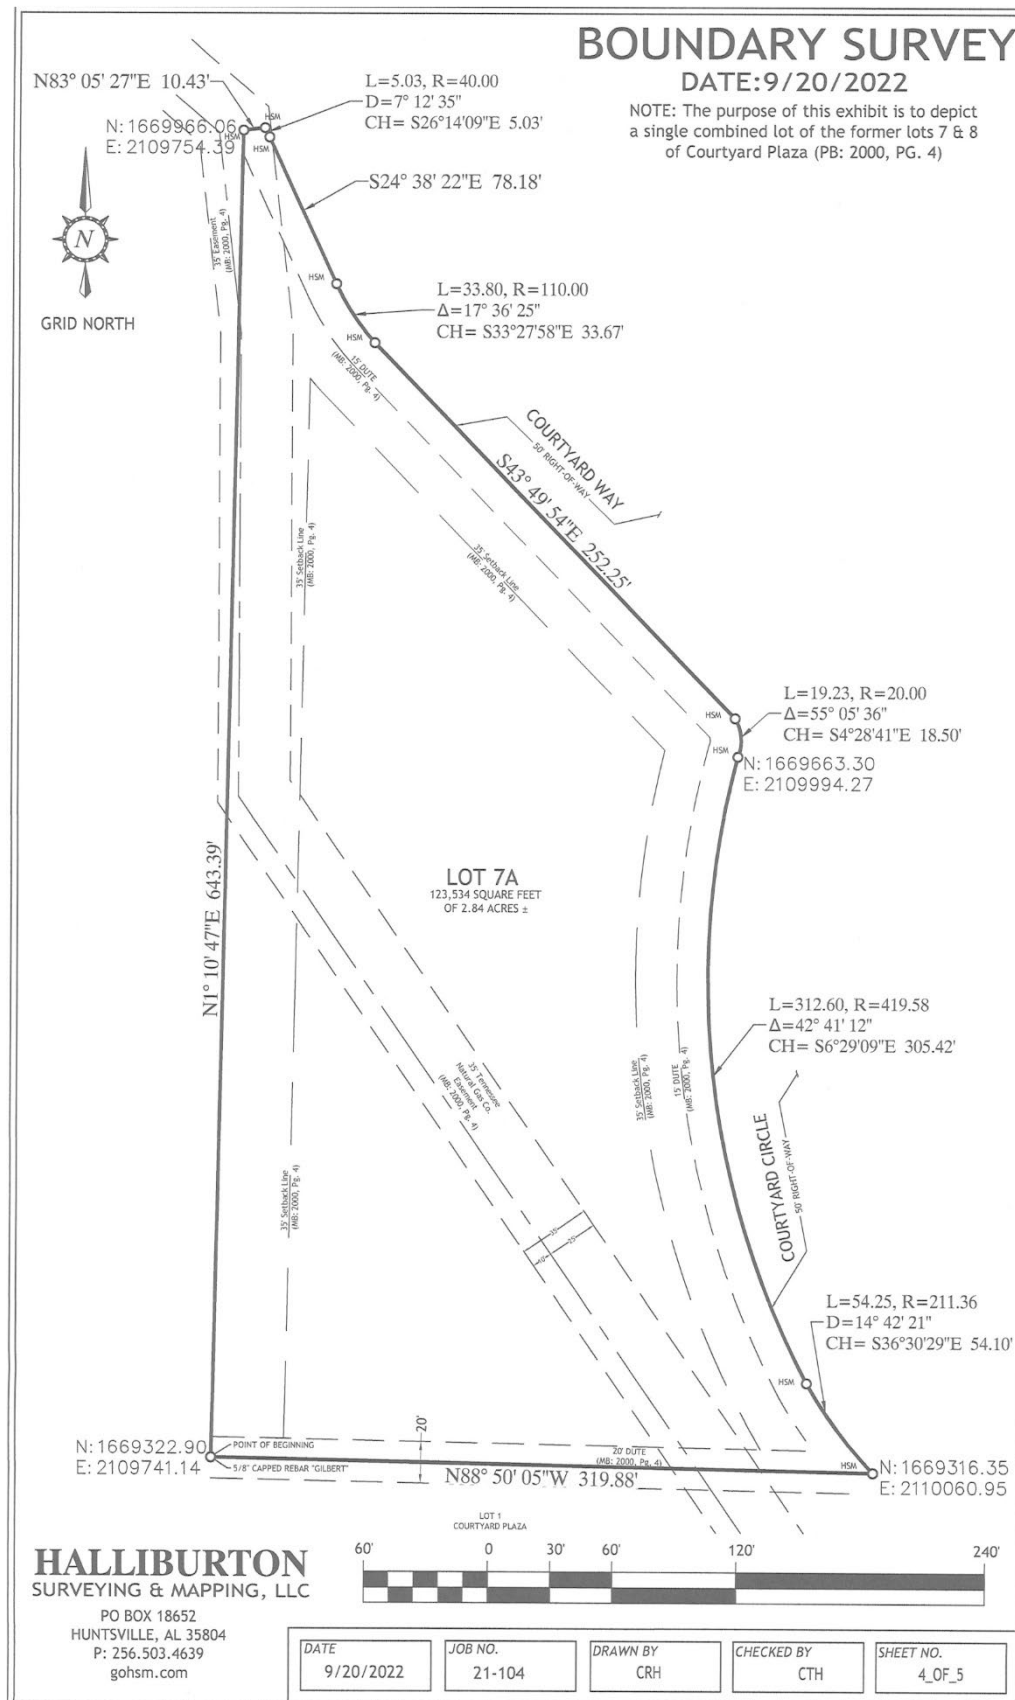 BOUNDARY SURVEY
DATE:9/20/2022
NOTE: The purpose of this exhibit is to depict
a single combined lot of the former lots 7 & 8
of Courtyard Plaza (PB: 2000, PG. 4)
N83° 05' 27"E 10.43'
L=5.03, R=40.00
D=7° 12' 35"
CH= S26°14'09"E 5.03'
N: 1669966.06
E: 2109754.39
HSM
HSM
HSM
S24° 38' 22"E 78.18'
35' Easement
(MB: 2000, Pg. 4)
N
GRID NORTH
HSM
L=33.80, R=110.00
Δ=17° 36' 25"
CH= S33°27'58"E 33.67'
HSM
15' DUTE
(MB: 2000, Pg. 4)
COURTYARD WAY
50' RIGHT-OF-WAY
S43° 49' 54"E 252.25'
35' Setback Line
(MB: 2000, Pg. 4)
35' Setback Line
(MB: 2000, Pg. 4)
L=19.23, R=20.00
Δ=55° 05' 36"
CH= S4°28'41"E 18.50'
HSM
HSM
N: 1669663.30
E: 2109994.27
LOT 7A
123,534 SQUARE FEET
OF 2.84 ACRES ±
N1° 10' 47"E 643.39'
L=312.60, R=419.58
Δ=42° 41' 12"
CH= S6°29'09"E 305.42'
35' Tennessee
Natural Gas Co.
Easement
(MB: 2000, Pg. 4)
35' Setback Line
(MB: 2000, Pg. 4)
15' DUTE
(MB: 2000, Pg. 4)
COURTYARD CIRCLE
50' RIGHT-OF-WAY
35' Setback Line
(MB: 2000, Pg. 4)
35'
10'
25'
L=54.25, R=211.36
D=14° 42' 21"
CH= S36°30'29"E 54.10'
HSM
20'
N: 1669322.90
E: 2109741.14
POINT OF BEGINNING
5/8" CAPPED REBAR "GILBERT"
20' DUTE
(MB: 2000, Pg. 4)
N88° 50' 05"W 319.88'
HSM
N: 1669316.35
E: 2110060.95
LOT 1
COURTYARD PLAZA
60' 0 30' 60' 120' 240'
HALLIBURTON
SURVEYING & MAPPING, LLC
PO BOX 18652
HUNTSVILLE, AL 35804
P: 256.503.4639
gohsm.com
DATE
9/20/2022
JOB NO.
21-104
DRAWN BY
CRH
CHECKED BY
CTH
SHEET NO.
4_OF_5